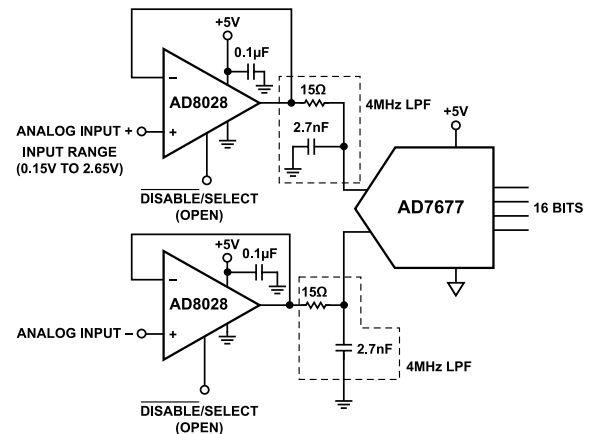 +5V
0.1µF
−
AD8028
+
ANALOG INPUT +
INPUT RANGE
(0.15V TO 2.65V)
DISABLE/SELECT
(OPEN)
15Ω
4MHz LPF
2.7nF
+5V
AD7677
16 BITS
+5V
0.1µF
−
AD8028
+
ANALOG INPUT −
DISABLE/SELECT
(OPEN)
15Ω
2.7nF
4MHz LPF